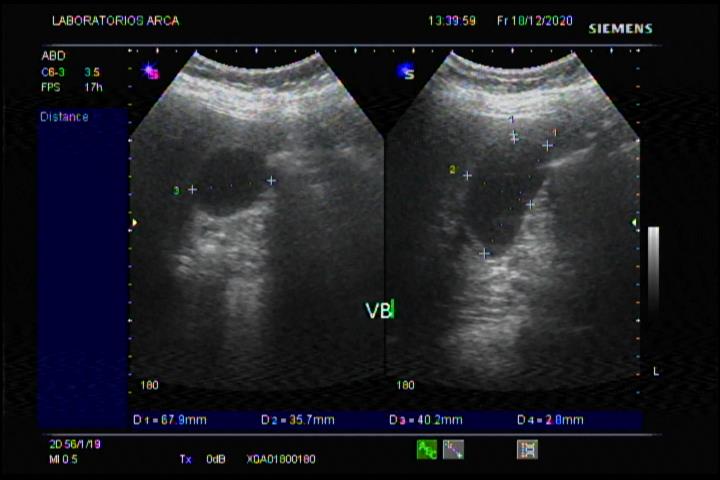 LABORATORIOS ARCA
13:39:59 Fr 18/12/2020 SIEMENS
ABD
C6-3 3.5
FPS 17h
Distance
S
S
1
1
2
3
VB
L
180
180
D1=67.9mm D2=35.7mm D3=40.2mm D4=2.8mm
2D 56/1/19
MI 0.5 Tx 0dB X0A01800180